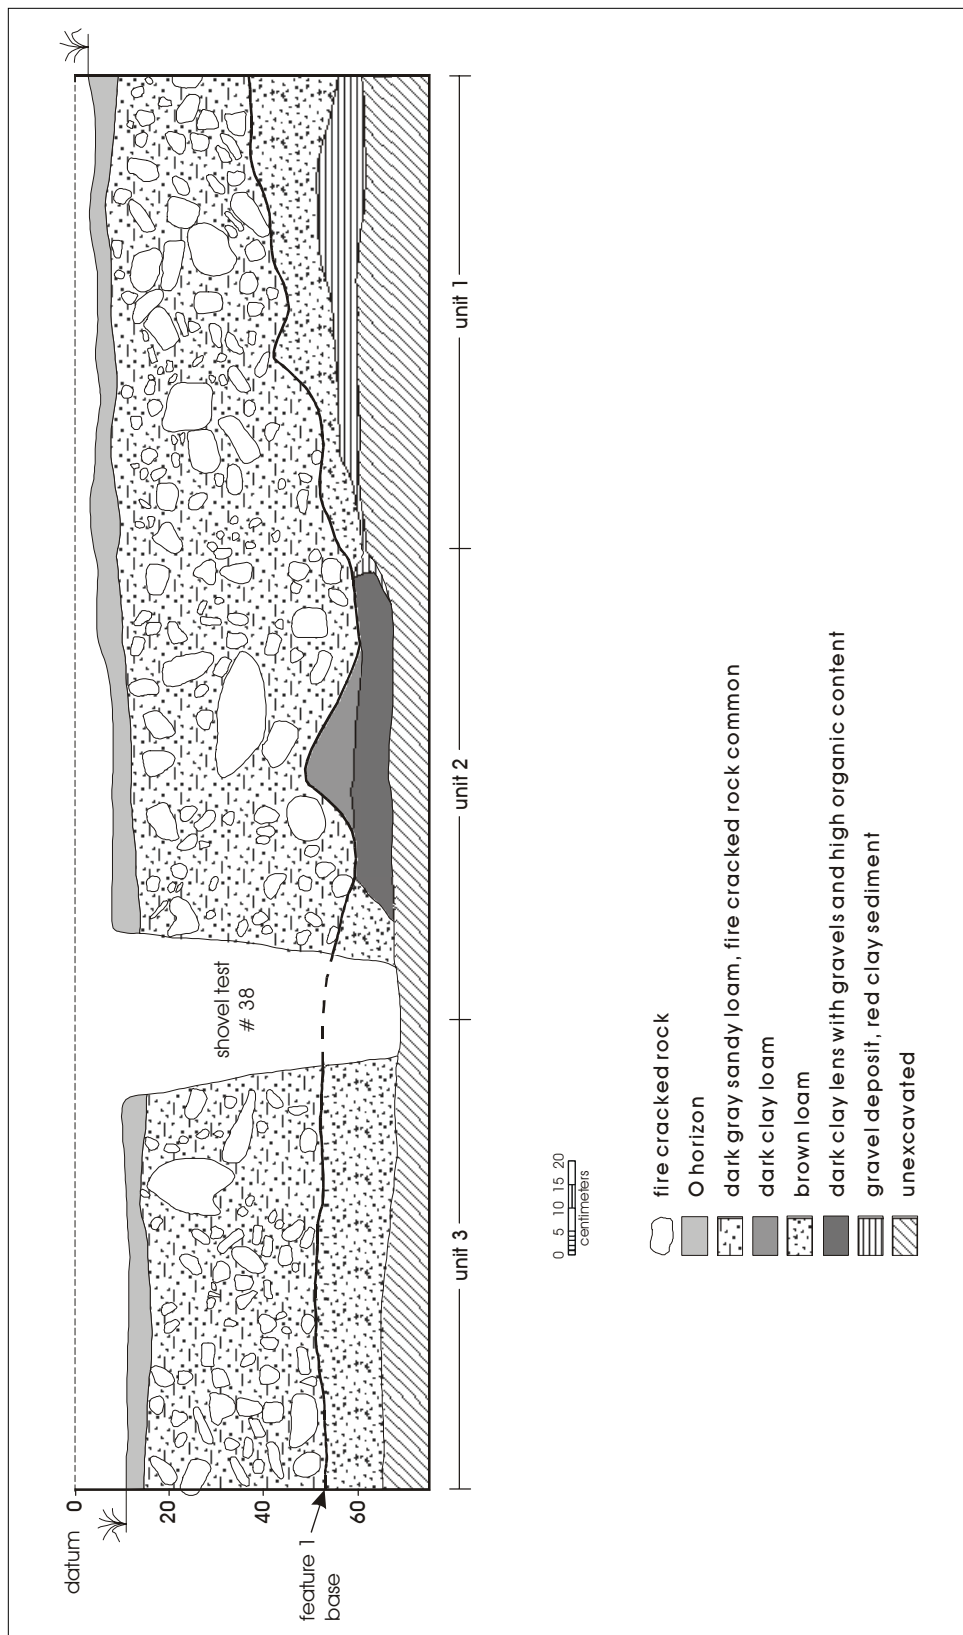 datum 0
20
40
60
feature 1
base
shovel test
# 38
unit 3
unit 2
unit 1
0 5 10 15 20
centimeters
fire cracked rock
O horizon
dark gray sandy loam, fire cracked rock common
dark clay loam
brown loam
dark clay lens with gravels and high organic content
gravel deposit, red clay sediment
unexcavated